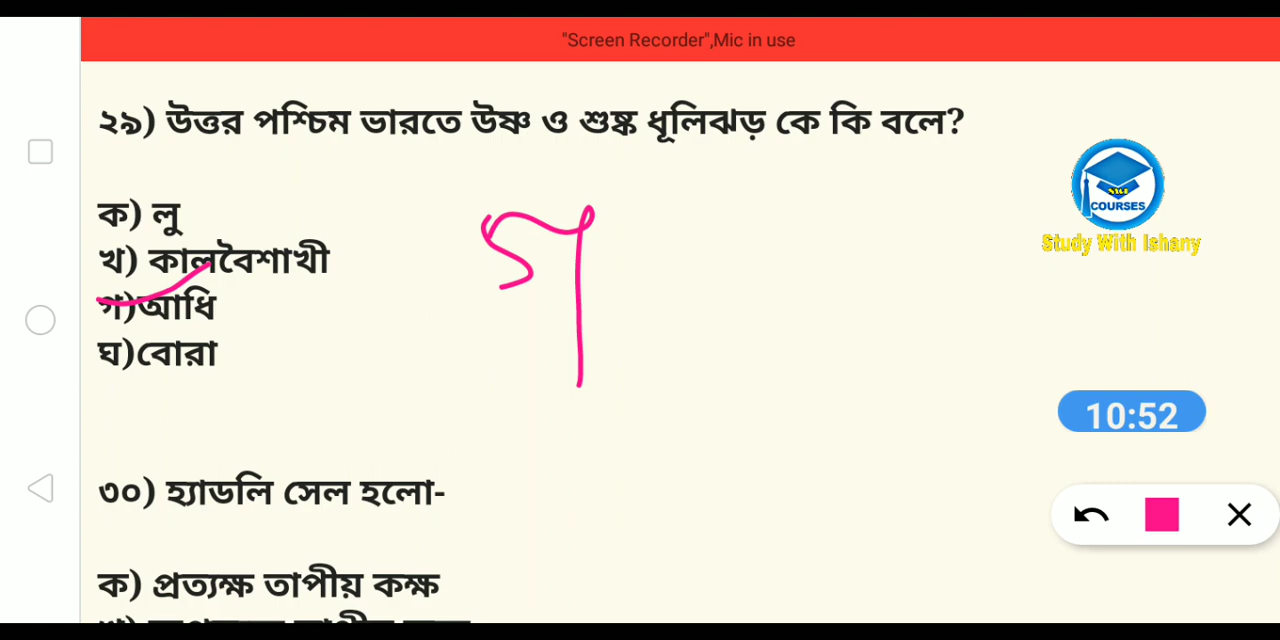 "Screen Recorder",Mic in use
২৯) উত্তর পশ্চিম ভারতে উষ্ণ ও শুষ্ক ধূলিঝড় কে কি বলে?
ক) লু
খ) কালবৈশাখী
গ)আধি
ঘ)বোরা
COURSES
Study With Ishany
10:52
৩০) হ্যাডলি সেল হলো-
ক) প্রত্যক্ষ তাপীয় কক্ষ